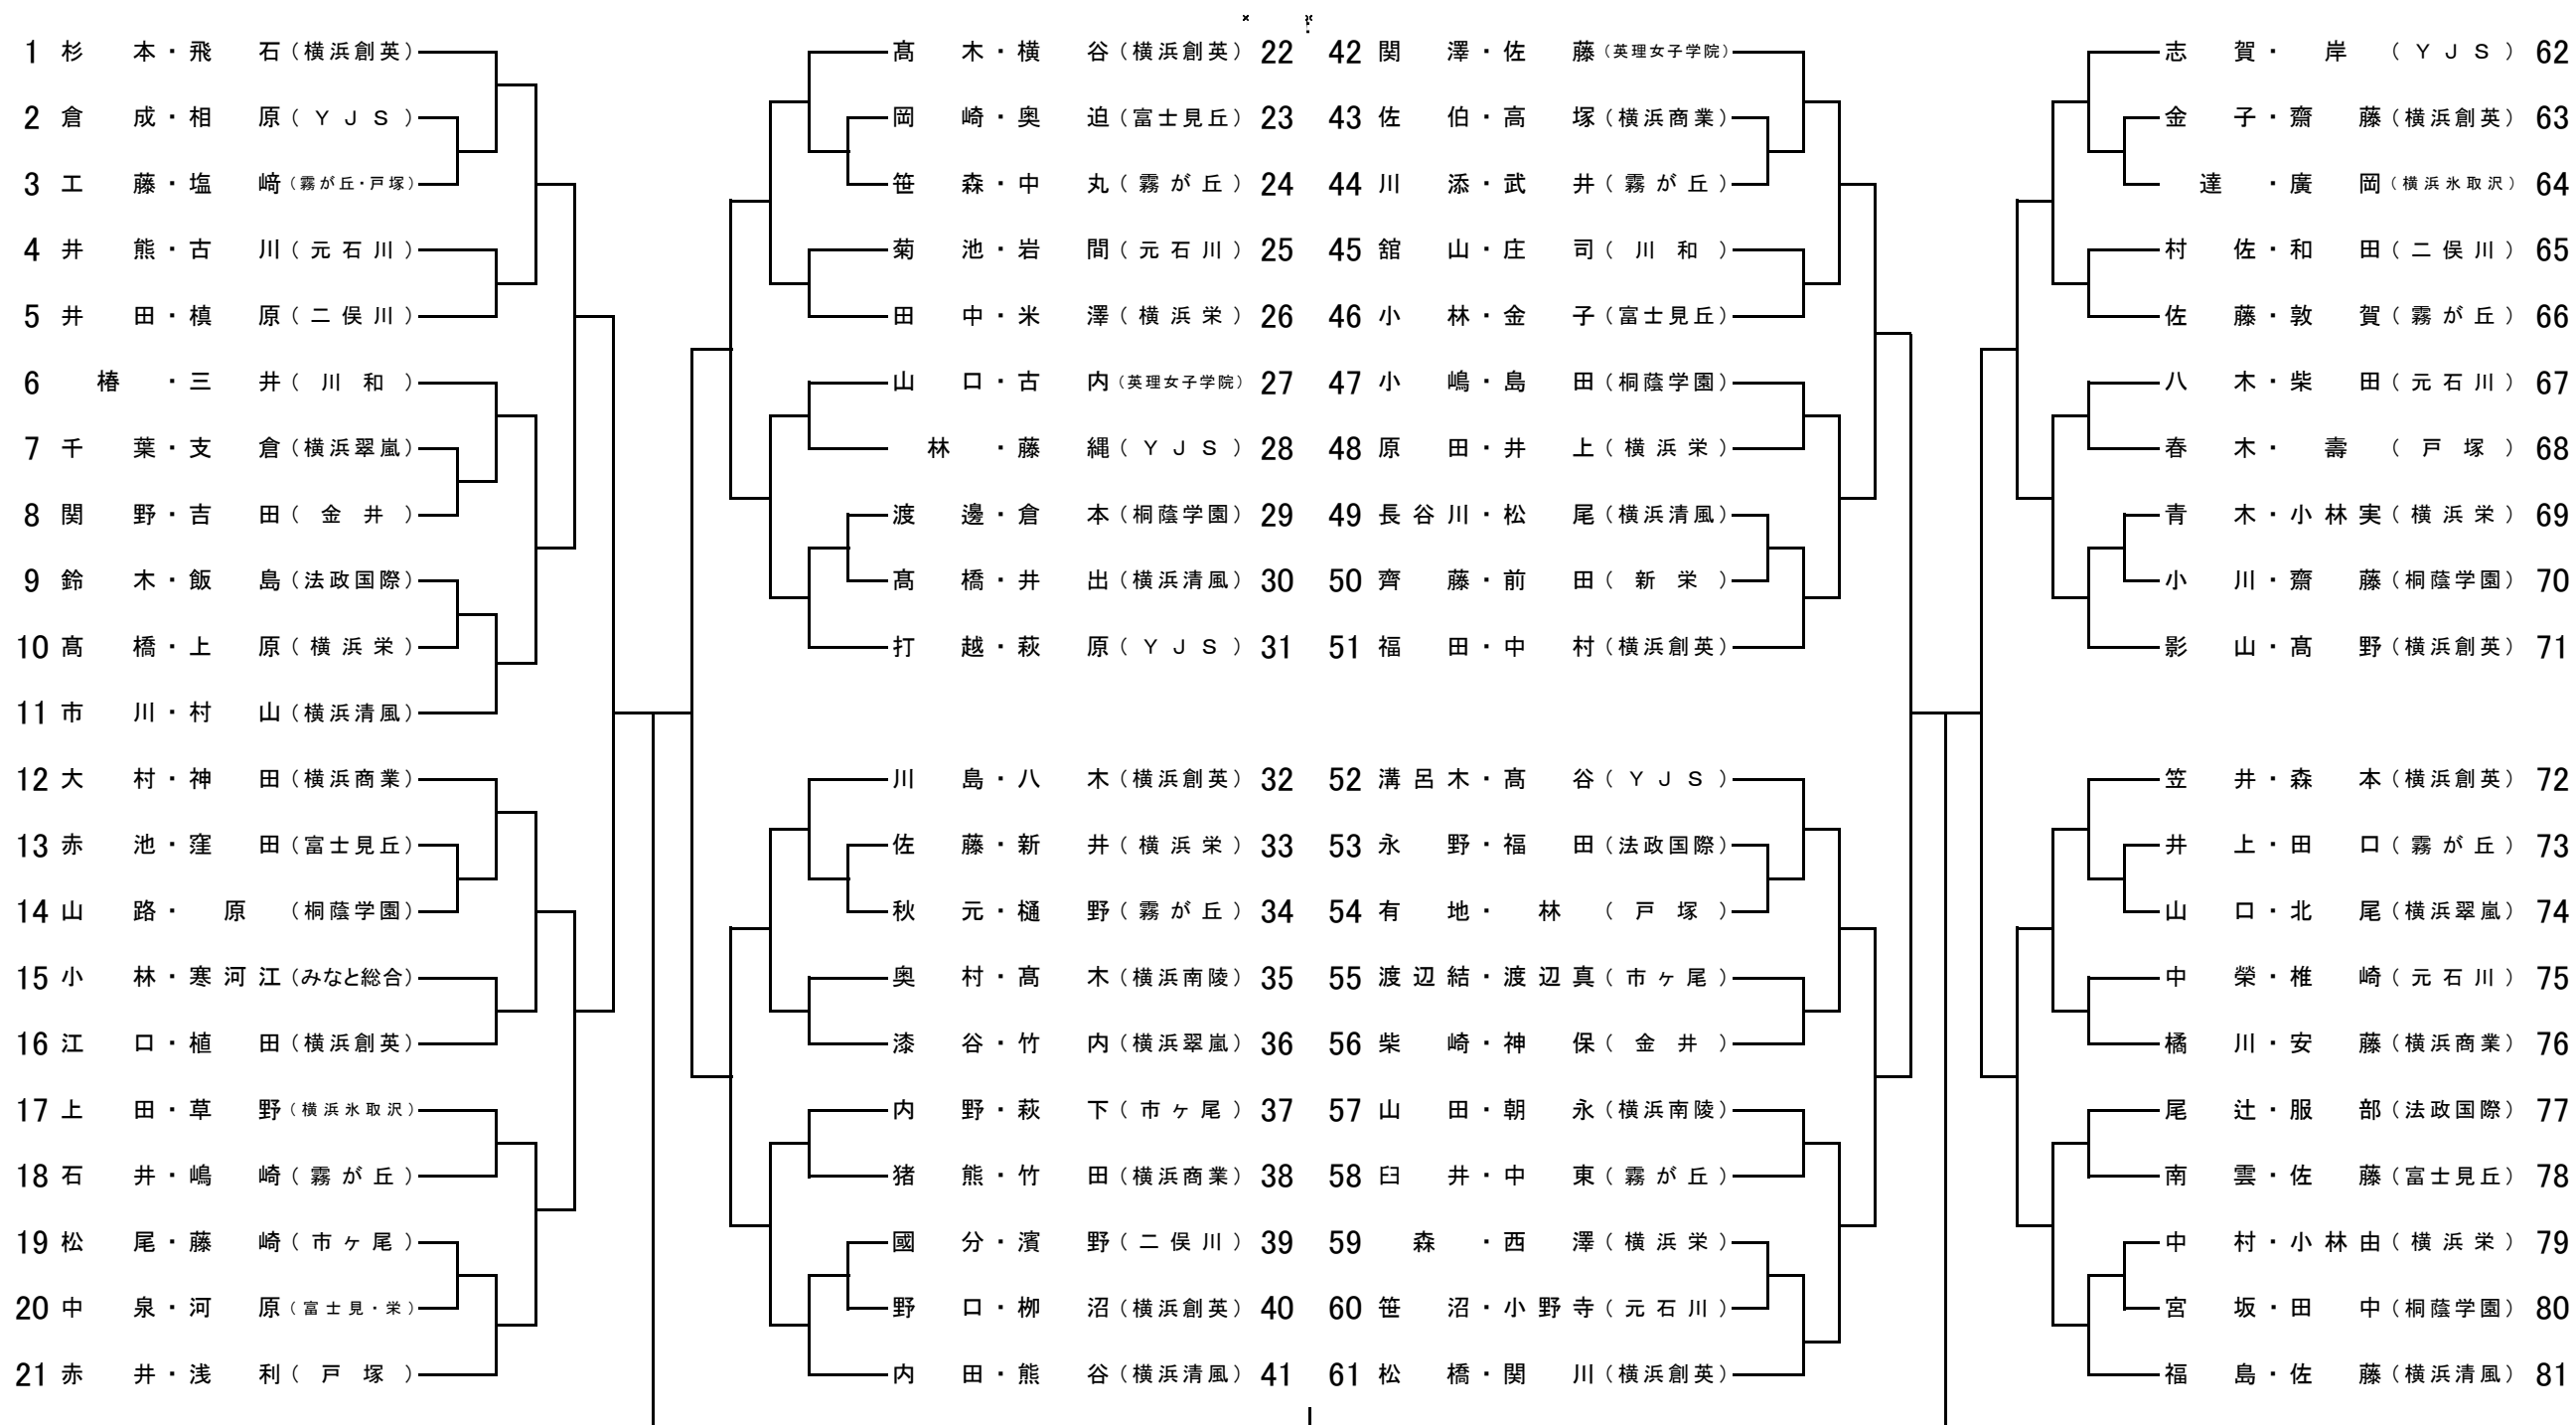 1 杉本・飛石（横浜創英）
2 倉成・相原（ＹＪＳ）
3 工藤・塩﨑（霧が丘・戸塚）
4 井熊・古川（元石川）
5 井田・槙原（二俣川）
6 椿・三井（川和）
7 千葉・支倉（横浜翠嵐）
8 関野・吉田（金井）
9 鈴木・飯島（法政国際）
10 髙橋・上原（横浜栄）
11 市川・村山（横浜清風）
12 大村・神田（横浜商業）
13 赤池・窪田（富士見丘）
14 山路・原（桐蔭学園）
15 小林・寒河江（みなと総合）
16 江口・植田（横浜創英）
17 上田・草野（横浜氷取沢）
18 石井・嶋崎（霧が丘）
19 松尾・藤崎（市ヶ尾）
20 中泉・河原（富士見・栄）
21 赤井・浅利（戸塚）
髙木・横谷（横浜創英）22
岡崎・奥迫（富士見丘）23
笹森・中丸（霧が丘）24
菊池・岩間（元石川）25
田中・米澤（横浜栄）26
山口・古内（英理女子学院）27
林・藤縄（ＹＪＳ）28
渡邊・倉本（桐蔭学園）29
髙橋・井出（横浜清風）30
打越・萩原（ＹＪＳ）31
川島・八木（横浜創英）32
佐藤・新井（横浜栄）33
秋元・樋野（霧が丘）34
奥村・髙木（横浜南陵）35
漆谷・竹内（横浜翠嵐）36
内野・萩下（市ヶ尾）37
猪熊・竹田（横浜商業）38
國分・濱野（二俣川）39
野口・栁沼（横浜創英）40
内田・熊谷（横浜清風）41
42 関澤・佐藤（英理女子学院）
43 佐伯・高塚（横浜商業）
44 川添・武井（霧が丘）
45 舘山・庄司（川和）
46 小林・金子（富士見丘）
47 小嶋・島田（桐蔭学園）
48 原田・井上（横浜栄）
49 長谷川・松尾（横浜清風）
50 齊藤・前田（新栄）
51 福田・中村（横浜創英）
52 溝呂木・髙谷（ＹＪＳ）
53 永野・福田（法政国際）
54 有地・林（戸塚）
55 渡辺結・渡辺真（市ヶ尾）
56 柴崎・神保（金井）
57 山田・朝永（横浜南陵）
58 臼井・中東（霧が丘）
59 森・西澤（横浜栄）
60 笹沼・小野寺（元石川）
61 松橋・関川（横浜創英）
志賀・岸（ＹＪＳ）62
金子・齋藤（横浜創英）63
達・廣岡（横浜氷取沢）64
村佐・和田（二俣川）65
佐藤・敦賀（霧が丘）66
八木・柴田（元石川）67
春木・壽（戸塚）68
青木・小林実（横浜栄）69
小川・齋藤（桐蔭学園）70
影山・髙野（横浜創英）71
笠井・森本（横浜創英）72
井上・田口（霧が丘）73
山口・北尾（横浜翠嵐）74
中榮・椎崎（元石川）75
橘川・安藤（横浜商業）76
尾辻・服部（法政国際）77
南雲・佐藤（富士見丘）78
中村・小林由（横浜栄）79
宮坂・田中（桐蔭学園）80
福島・佐藤（横浜清風）81